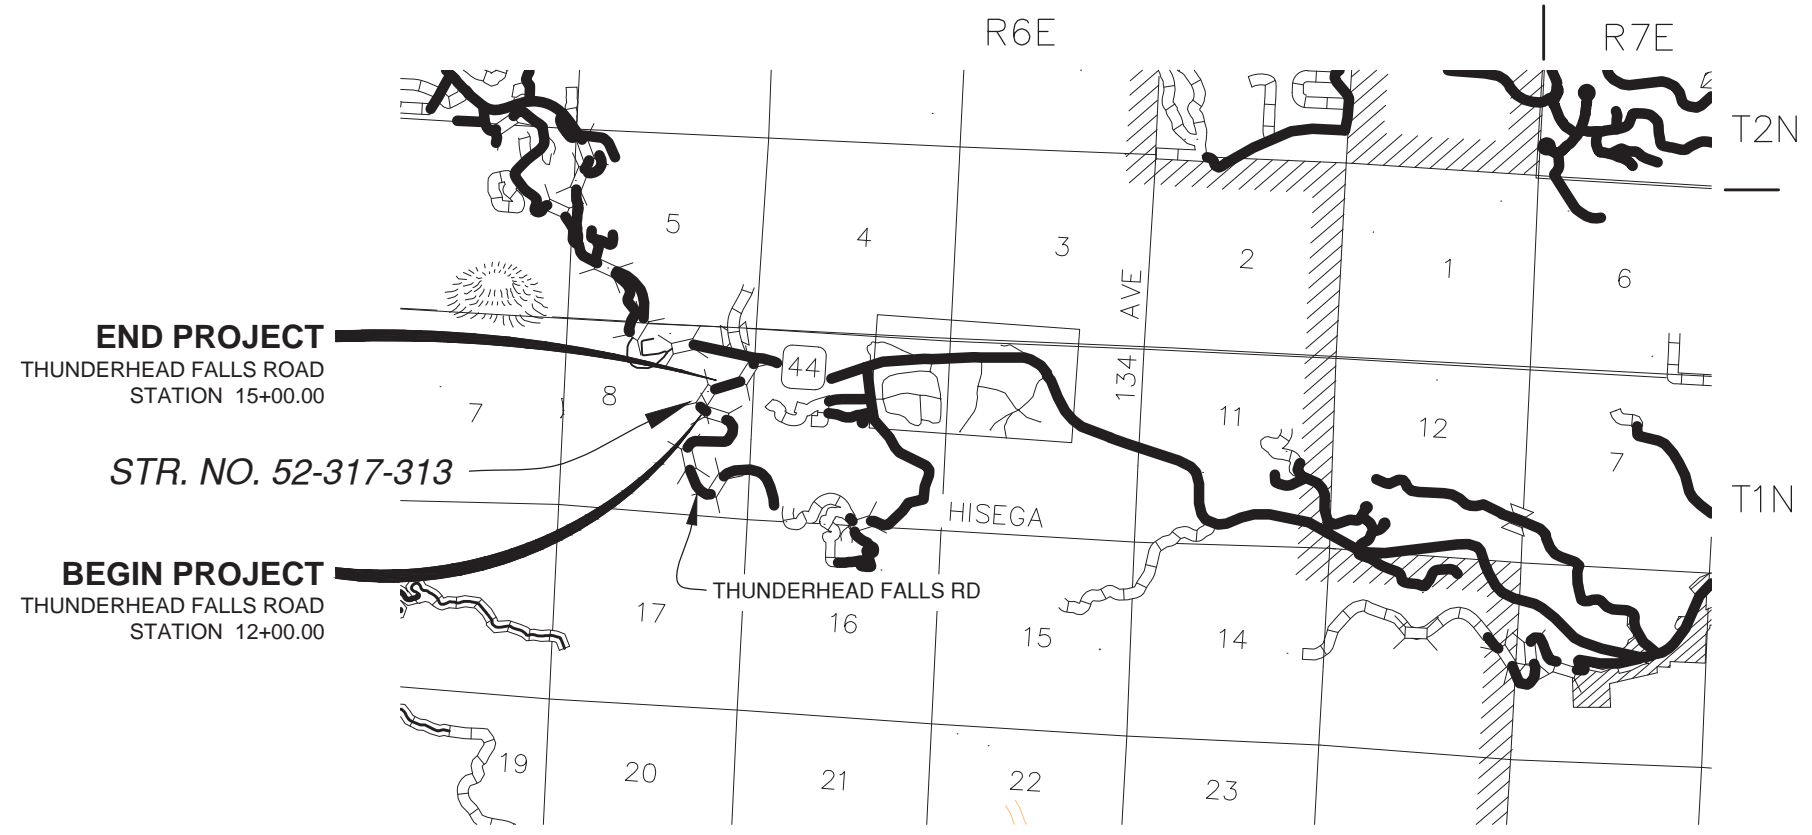 R6E
R7E
T2N
5
4
3
2
1
6
134 AVE
END PROJECT
THUNDERHEAD FALLS ROAD
STATION 15+00.00
44
7
8
11
12
7
STR. NO. 52-317-313
T1N
HISEGA
BEGIN PROJECT
THUNDERHEAD FALLS ROAD
STATION 12+00.00
THUNDERHEAD FALLS RD
17
16
15
14
19
20
21
22
23